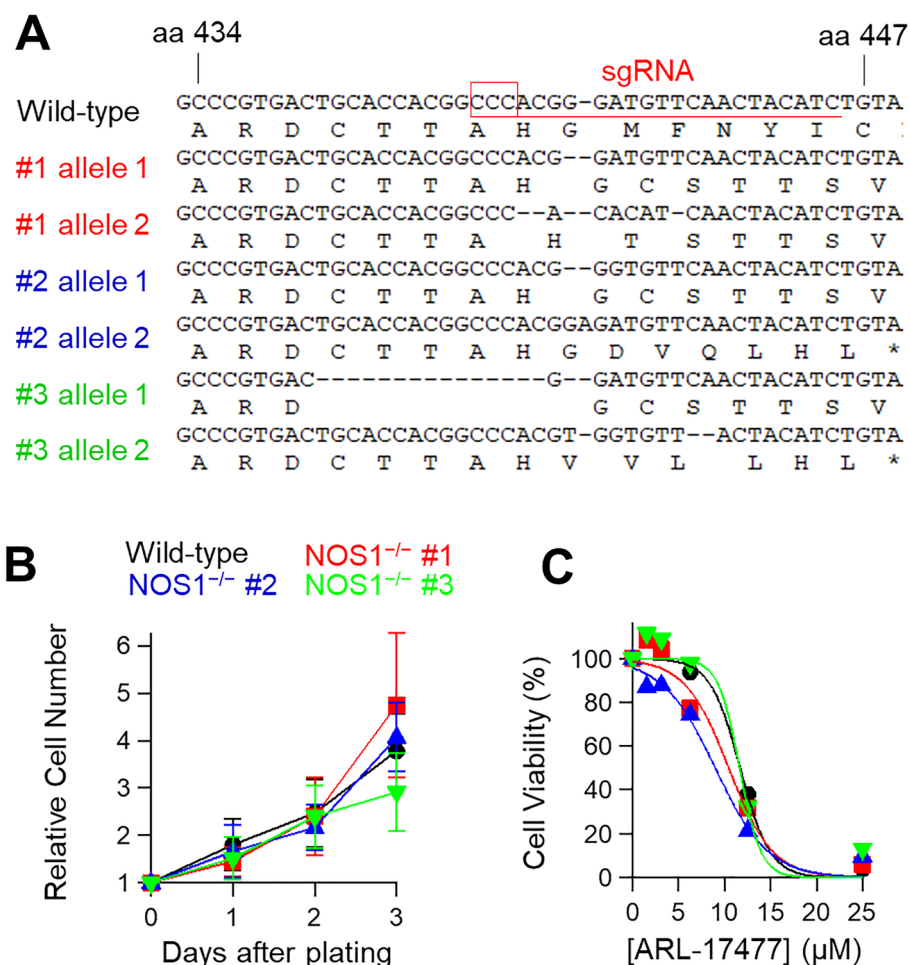 A
aa 434
aa 447
sgRNA
Wild-type
GCCCGTGACTGCACCACGGCCCACGG-GATGTTCAACTACATCTGTA
A R D C T T A H G M F N Y I C
#1 allele 1
GCCCGTGACTGCACCACGGCCCACG--GATGTTCAACTACATCTGTA
A R D C T T A H G C S T T S V
#1 allele 2
GCCCGTGACTGCACCACGGCCC--A-CACAT-CAACTACATCTGTA
A R D C T T A H T S T T S V
#2 allele 1
GCCCGTGACTGCACCACGGCCCACG--GGTGTTCAACTACATCTGTA
A R D C T T A H G C S T T S V
#2 allele 2
GCCCGTGACTGCACCACGGCCCACGGAGATGTTCAACTACATCTGTA
A R D C T T A H G D V Q L H L *
#3 allele 1
GCCCGTGAC---------------G--GATGTTCAACTACATCTGTA
A R D G C S T T S V
#3 allele 2
GCCCGTGACTGCACCACGGCCCACGT-GGTGTT--ACTACATCTGTA
A R D C T T A H V V L L H L *
B
Wild-type
NOS1⁻/⁻ #1
NOS1⁻/⁻ #2
NOS1⁻/⁻ #3
Relative Cell Number
6
5
4
3
2
1
0 1 2 3
Days after plating
C
Cell Viability (%)
100
80
60
40
20
0
0 5 10 15 20 25
[ARL-17477] (µM)